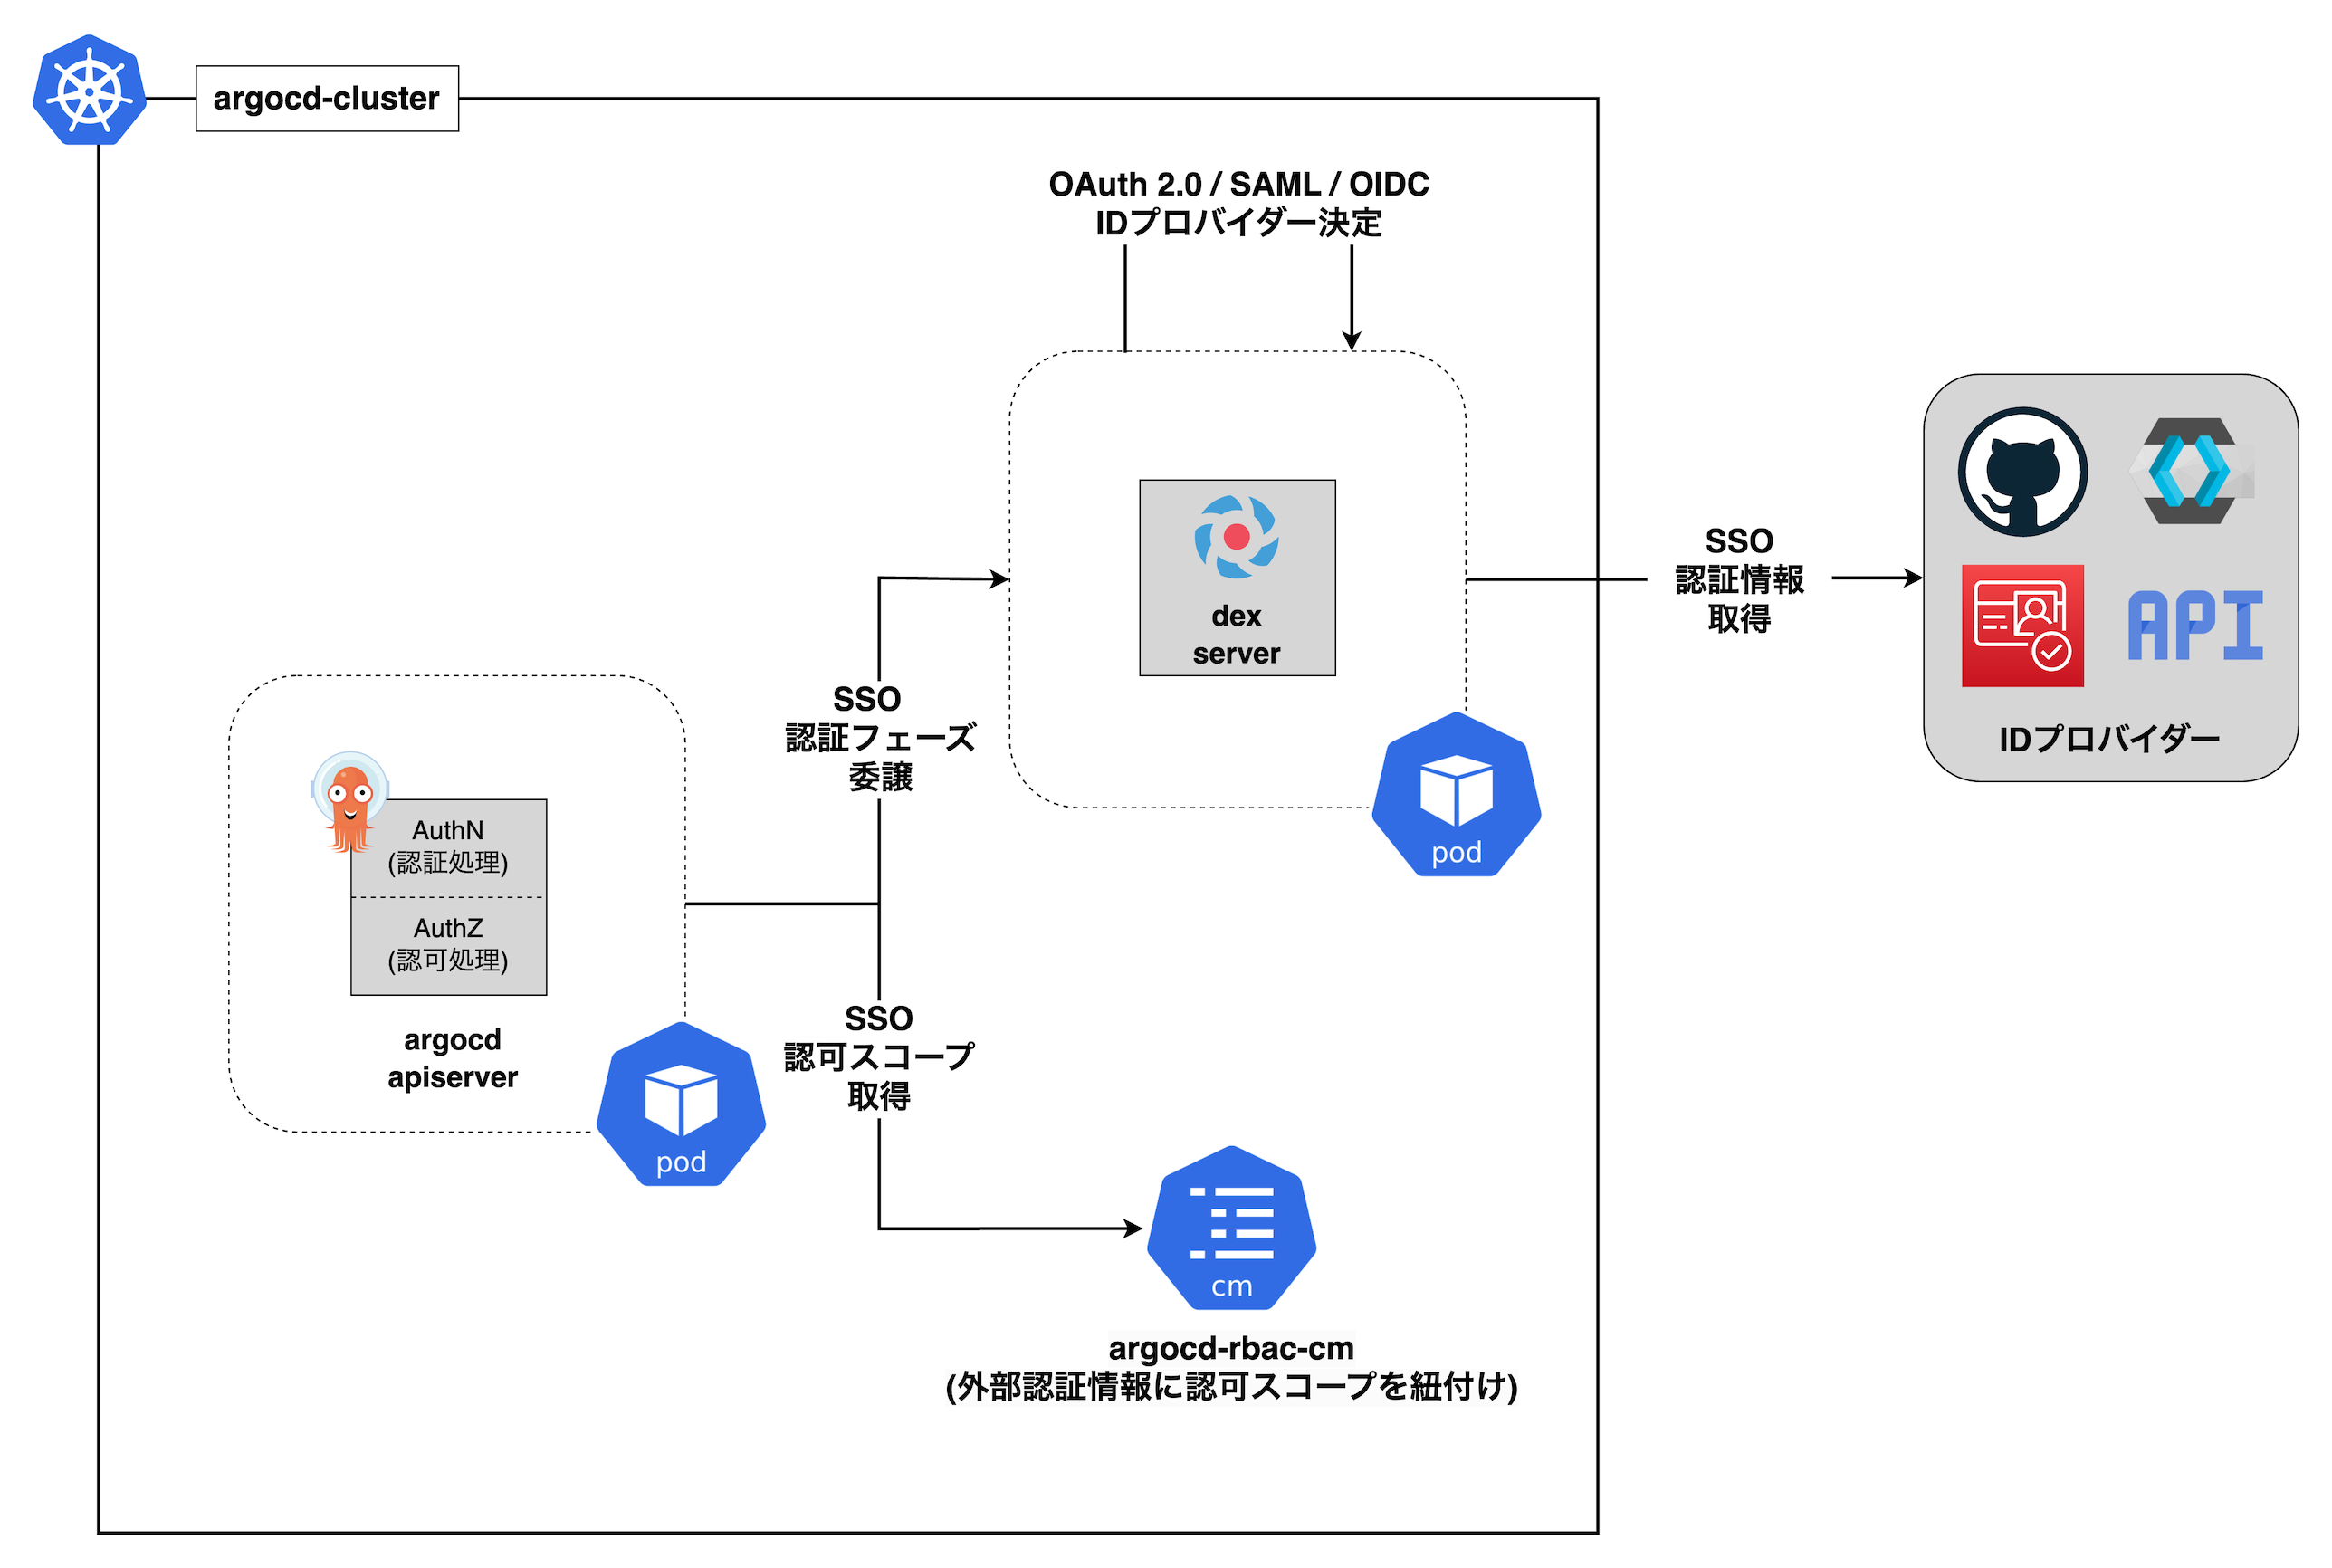 argocd-cluster
OAuth 2.0 / SAML / OIDC
IDプロバイダー決定
dex
server
pod
SSO
認証情報
取得
API
IDプロバイダー
SSO
認証フェーズ
委譲
AuthN
(認証処理)
AuthZ
(認可処理)
argocd
apiserver
pod
SSO
認可スコープ
取得
cm
argocd-rbac-cm
(外部認証情報に認可スコープを紐付け)